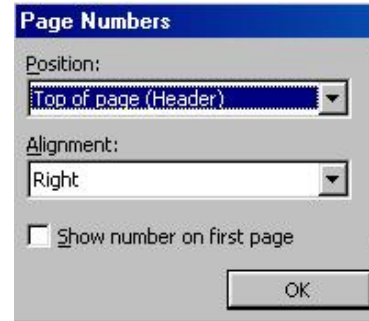 Page Numbers
Position:
Top of page (Header)
Alignment:
Right
Show number on first page
OK